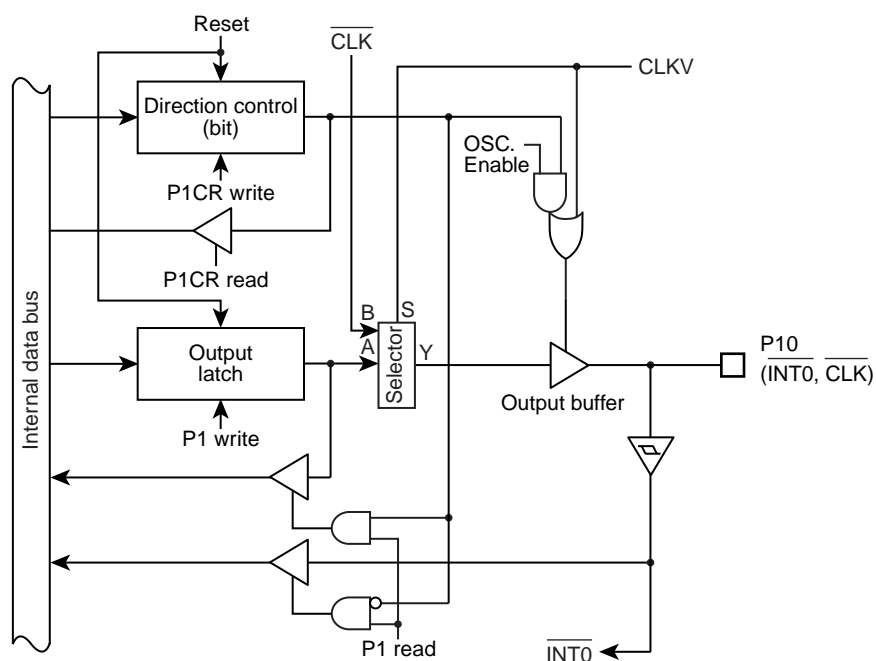 Reset
CLK
CLKV
Direction control
(bit)
OSC.
Enable
P1CR write
P1CR read
Internal data bus
B
S
A
Selector
Y
Output
latch
P10
(INT0, CLK)
Output buffer
P1 write
P1 read
INT0